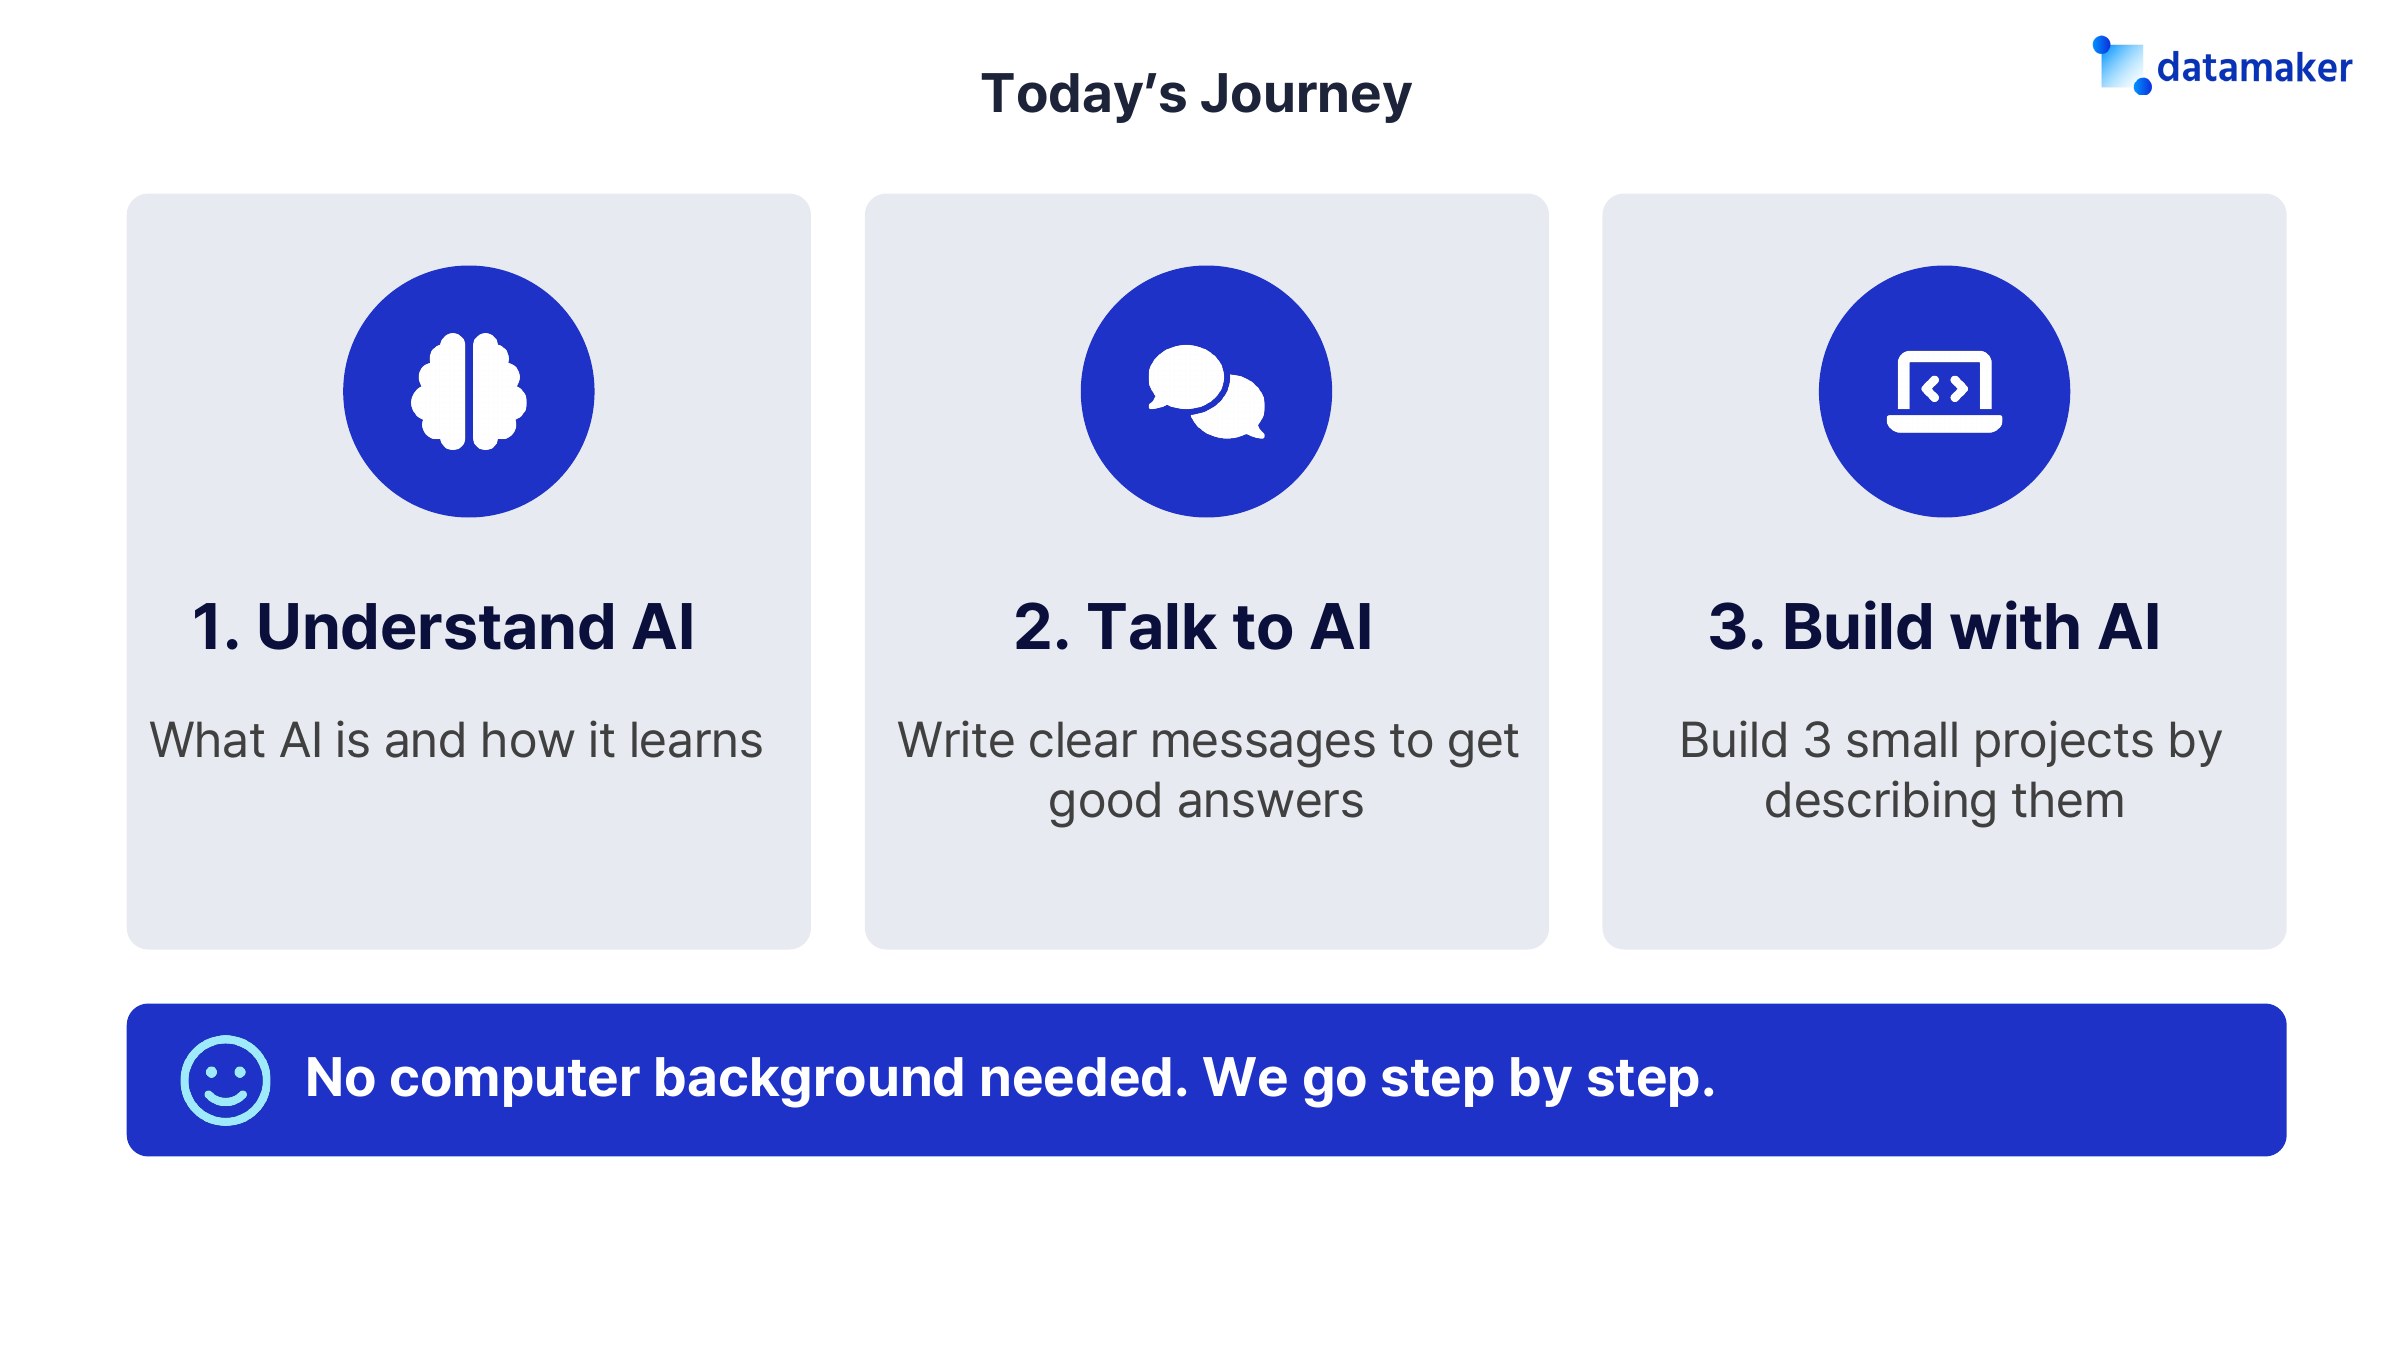 Today’s Journey
datamaker
1. Understand AI
What AI is and how it learns
2. Talk to AI
Write clear messages to get
good answers
3. Build with AI
Build 3 small projects by
describing them
No computer background needed. We go step by step.